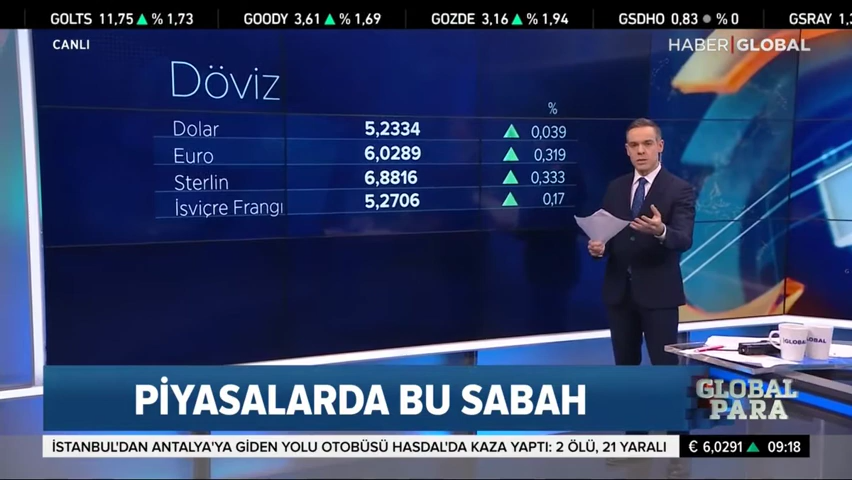 GOLTS 11,75 ▲ % 1,73 GOODY 3,61 ▲ % 1,69 GOZDE 3,16 ▲ % 1,94 GSDHO 0,83 ● % 0 GSRAY
CANLI
HABER GLOBAL
Döviz
%
Dolar 5,2334 ▲ 0,039
Euro 6,0289 ▲ 0,319
Sterlin 6,8816 ▲ 0,333
İsviçre Frangı 5,2706 ▲ 0,17
GLOBAL
PİYASALARDA BU SABAH
GLOBAL PARA
İSTANBUL'DAN ANTALYA'YA GİDEN YOLU OTOBÜSÜ HASDAL'DA KAZA YAPTI: 2 ÖLÜ, 21 YARALI
€ 6,0291 ▲ 09:18